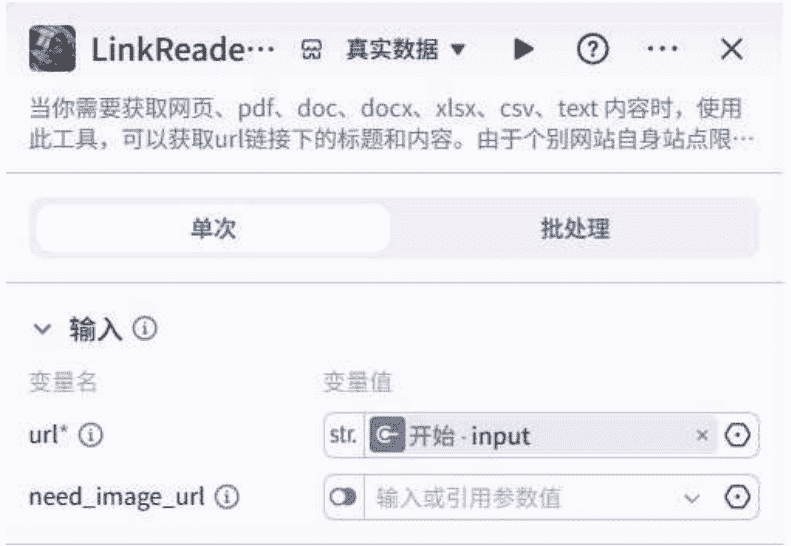 LinkReade… 真实数据
当你需要获取网页、pdf、doc、docx、xlsx、csv、text 内容时，使用
此工具，可以获取url链接下的标题和内容。由于个别网站自身站点限…
单次 批处理
输入
变量名 变量值
url* str. 开始 · input
need_image_url 输入或引用参数值